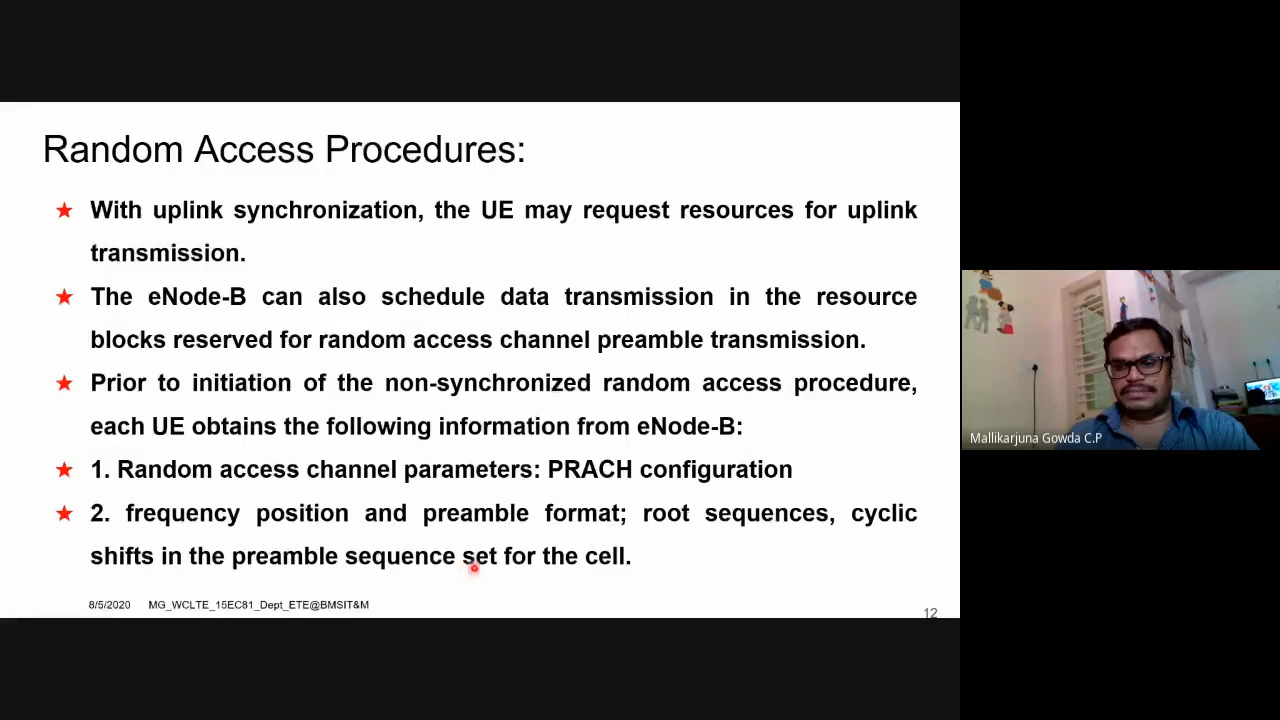 Random Access Procedures:
With uplink synchronization, the UE may request resources for uplink
transmission.
The eNode-B can also schedule data transmission in the resource
blocks reserved for random access channel preamble transmission.
Prior to initiation of the non-synchronized random access procedure,
each UE obtains the following information from eNode-B:
1. Random access channel parameters: PRACH configuration
2. frequency position and preamble format; root sequences, cyclic
shifts in the preamble sequence set for the cell.
8/5/2020 MG_WCLTE_15EC81_Dept_ETE@BMSIT&M
12
Mallikarjuna Gowda C.P